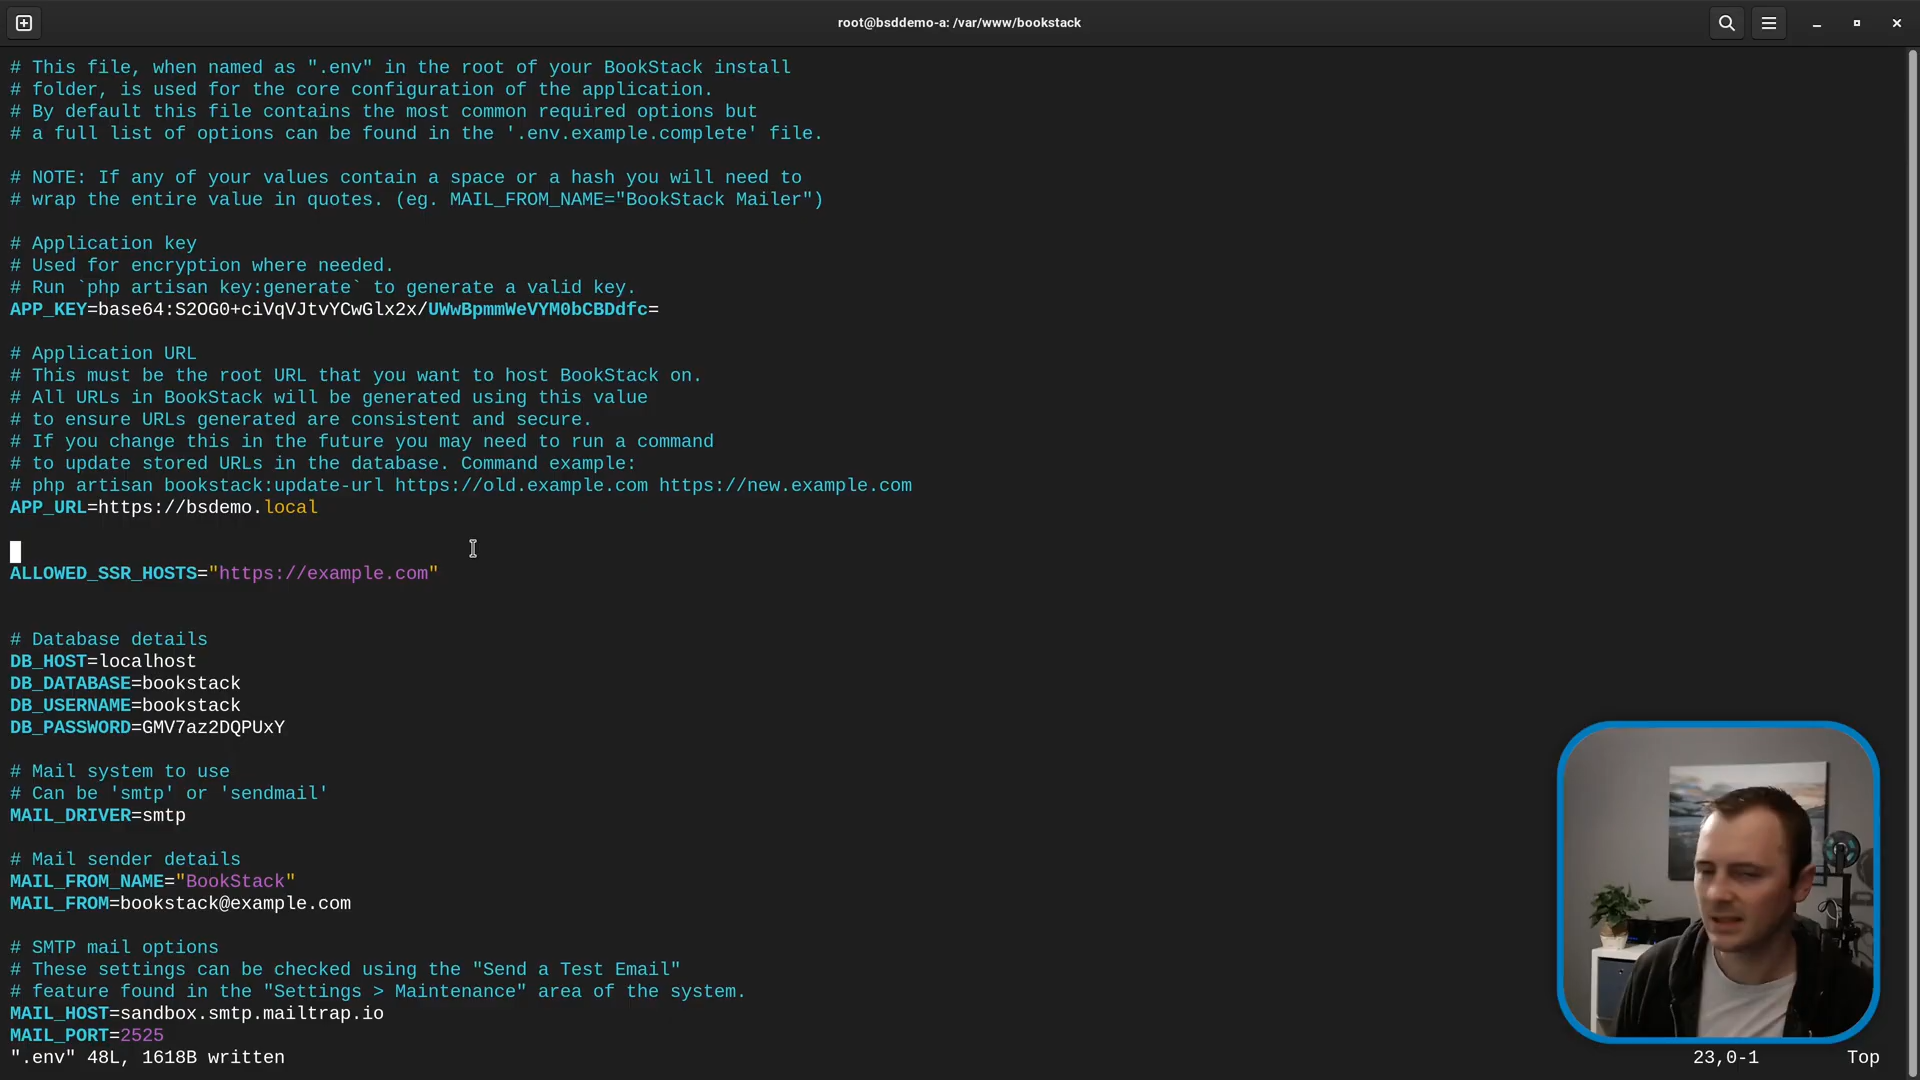 root@bsddemo-a: /var/www/bookstack
# This file, when named as ".env" in the root of your BookStack install
# folder, is used for the core configuration of the application.
# By default this file contains the most common required options but
# a full list of options can be found in the '.env.example.complete' file.
# NOTE: If any of your values contain a space or a hash you will need to
# wrap the entire value in quotes. (eg. MAIL_FROM_NAME="BookStack Mailer")
# Application key
# Used for encryption where needed.
# Run `php artisan key:generate` to generate a valid key.
APP_KEY=base64:S2OG0+ciVqVJtvYCwGlx2x/UWwBpmmWeVYM0bCBDdfc=
# Application URL
# This must be the root URL that you want to host BookStack on.
# All URLs in BookStack will be generated using this value
# to ensure URLs generated are consistent and secure.
# If you change this in the future you may need to run a command
# to update stored URLs in the database. Command example:
# php artisan bookstack:update-url https://old.example.com https://new.example.com
APP_URL=https://bsdemo.local
ALLOWED_SSR_HOSTS="https://example.com"
# Database details
DB_HOST=localhost
DB_DATABASE=bookstack
DB_USERNAME=bookstack
DB_PASSWORD=GMV7az2DQPUxY
# Mail system to use
# Can be 'smtp' or 'sendmail'
MAIL_DRIVER=smtp
# Mail sender details
MAIL_FROM_NAME="BookStack"
MAIL_FROM=bookstack@example.com
# SMTP mail options
# These settings can be checked using the "Send a Test Email"
# feature found in the "Settings > Maintenance" area of the system.
MAIL_HOST=sandbox.smtp.mailtrap.io
MAIL_PORT=2525
".env" 48L, 1618B written 23,0-1 Top